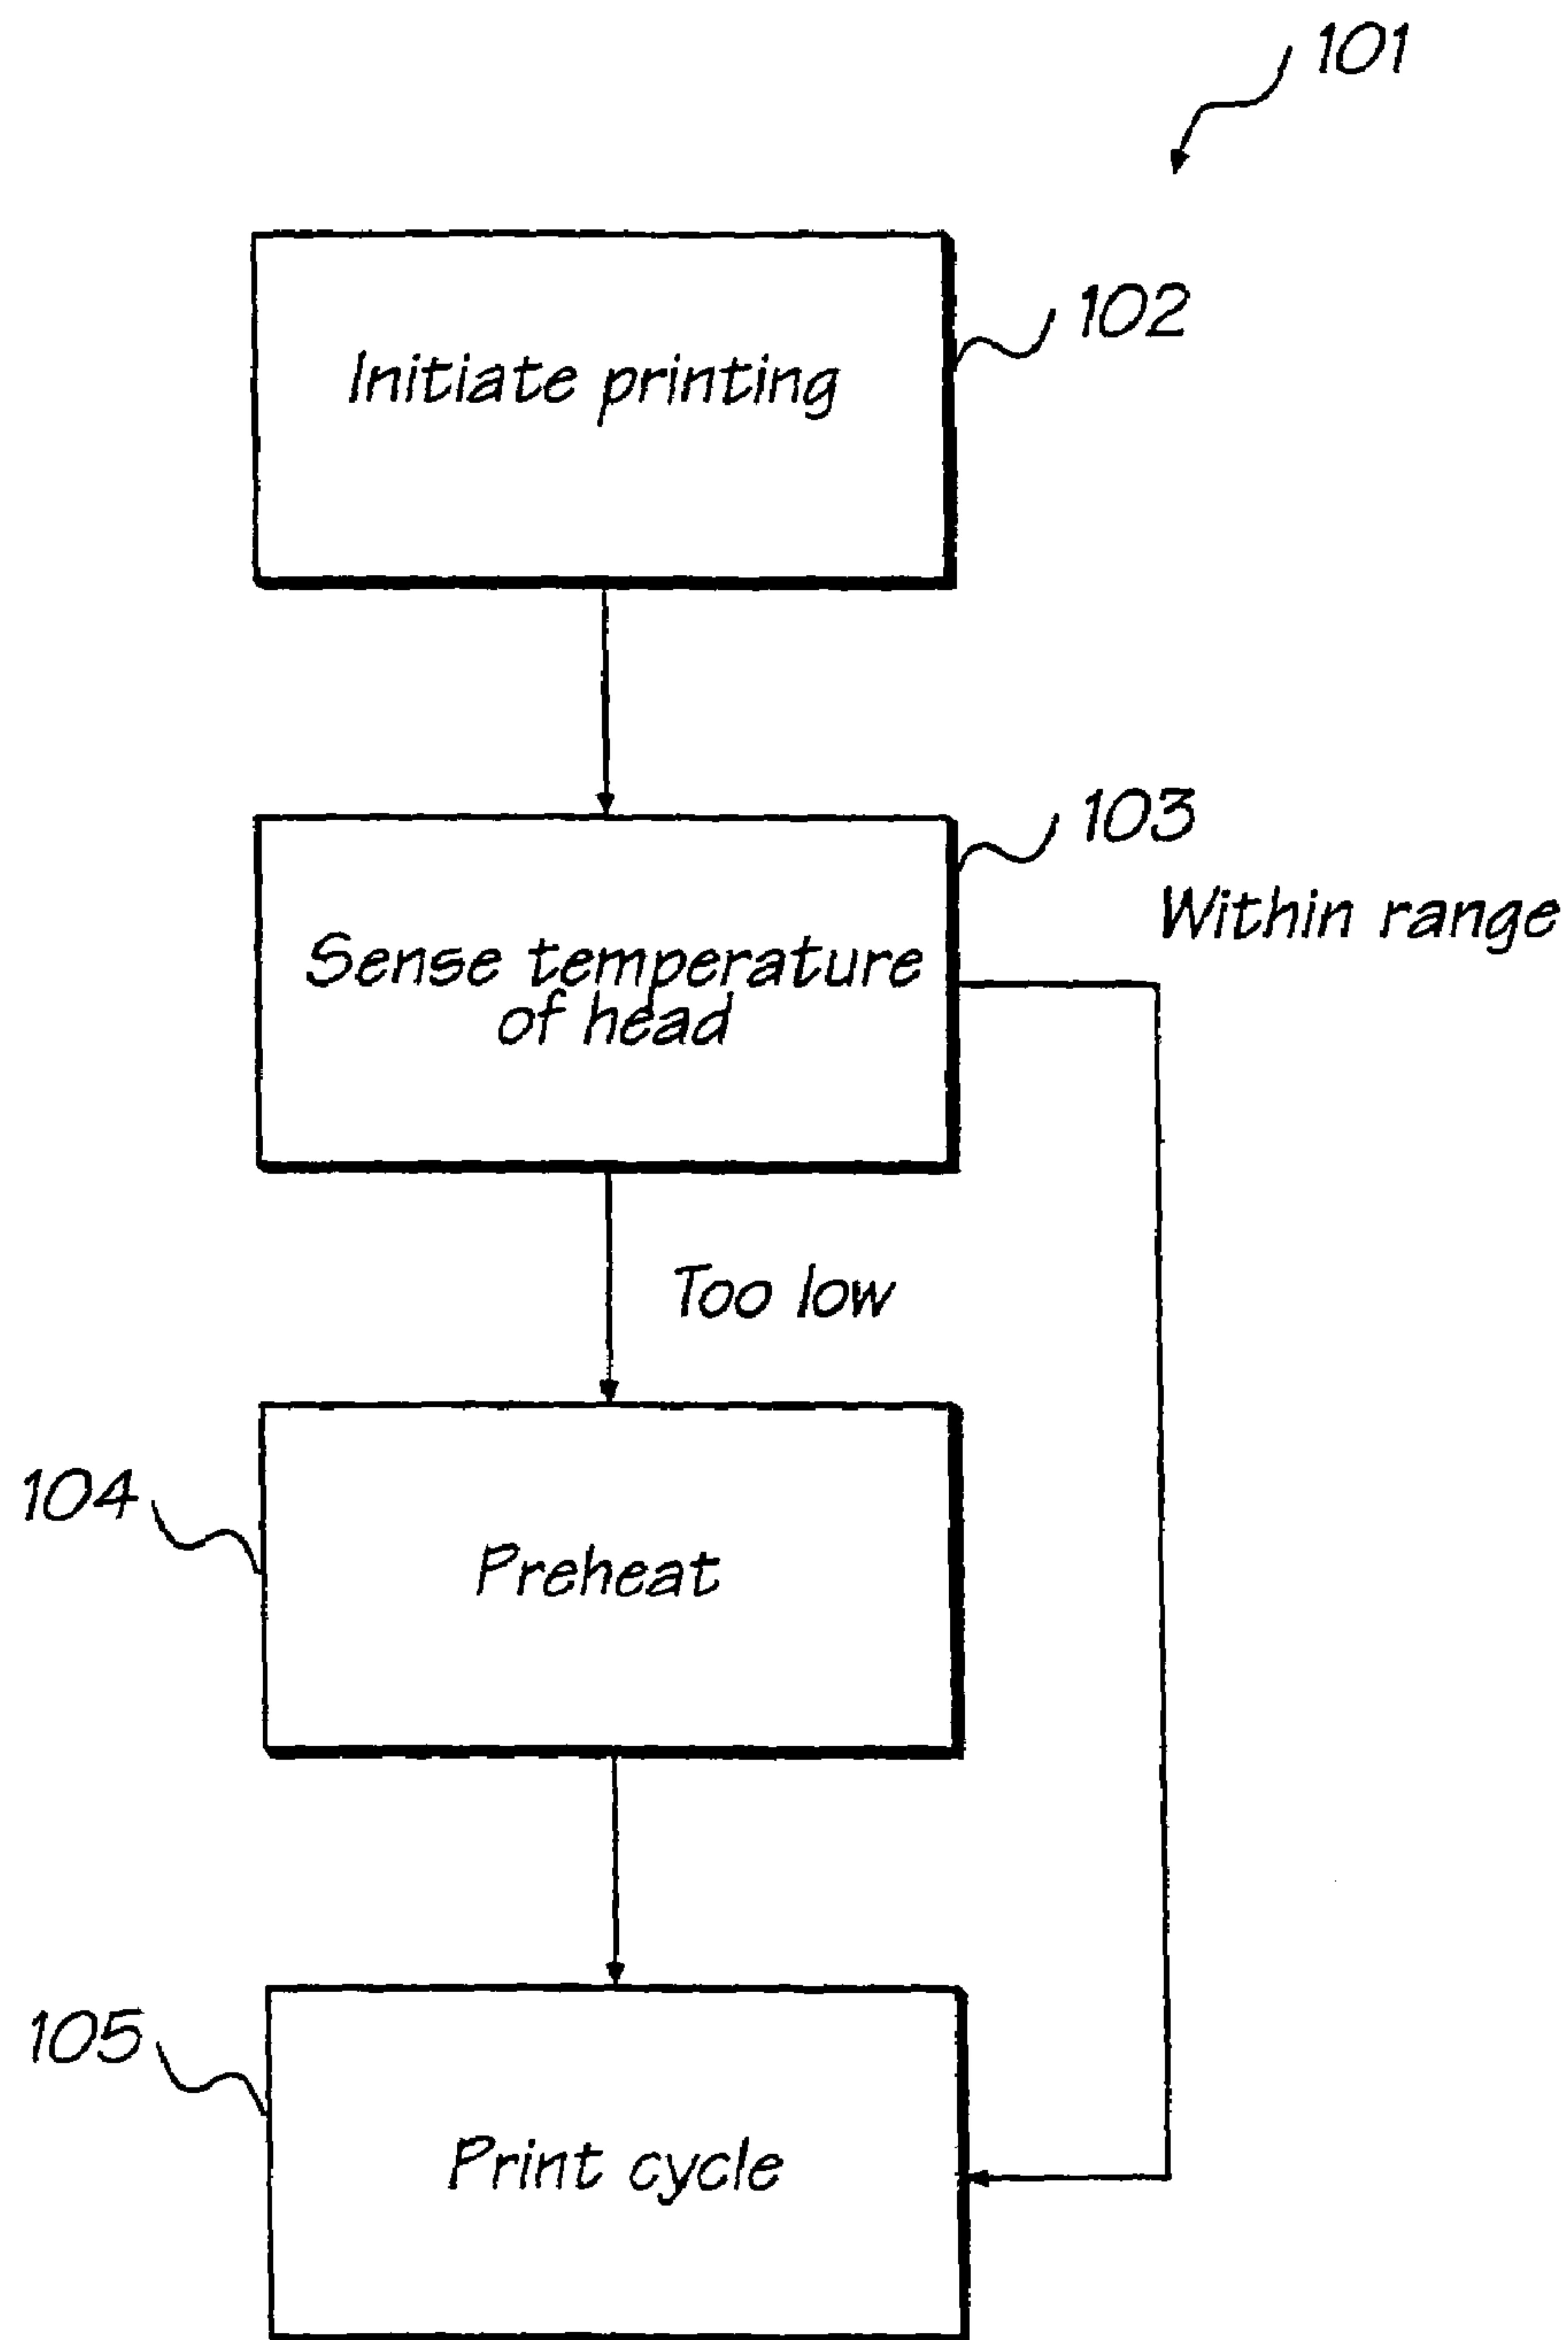 101
Initiate printing
102
103
Within range
Sense temperature
of head
Too low
104
Preheat
105
Print cycle